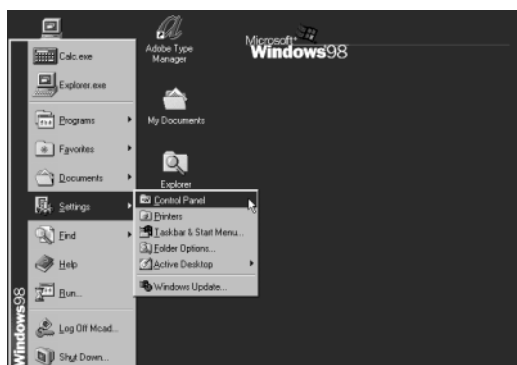 Adobe Type
Manager
Microsoft
Windows98
My Documents
Explorer
Calc.exe
Explorer.exe
Programs
Favorites
Documents
Settings
Find
Help
Run...
Log Off Mcad...
Shut Down...
Windows98
Control Panel
Printers
Taskbar & Start Menu...
Folder Options...
Active Desktop
Windows Update...